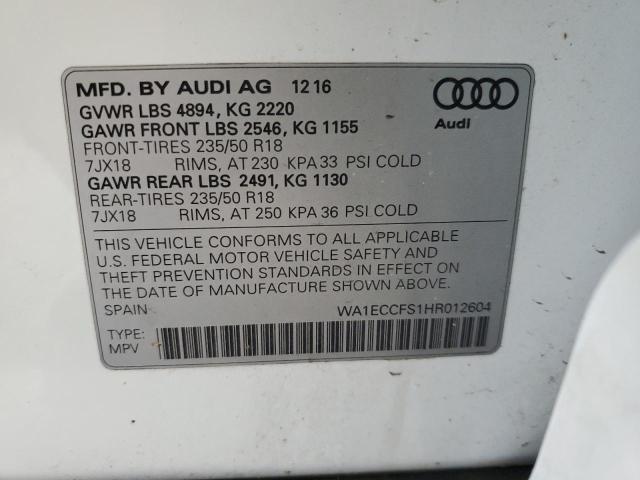 MFD. BY AUDI AG 12 16
GVWR LBS 4894, KG 2220
GAWR FRONT LBS 2546, KG 1155
FRONT-TIRES 235/50 R18
7JX18 RIMS, AT 230 KPA 33 PSI COLD
GAWR REAR LBS 2491, KG 1130
REAR-TIRES 235/50 R18
7JX18 RIMS, AT 250 KPA 36 PSI COLD
Audi
THIS VEHICLE CONFORMS TO ALL APPLICABLE
U.S. FEDERAL MOTOR VEHICLE SAFETY AND
THEFT PREVENTION STANDARDS IN EFFECT ON
THE DATE OF MANUFACTURE SHOWN ABOVE.
SPAIN WA1ECCFS1HR012604
TYPE:
MPV